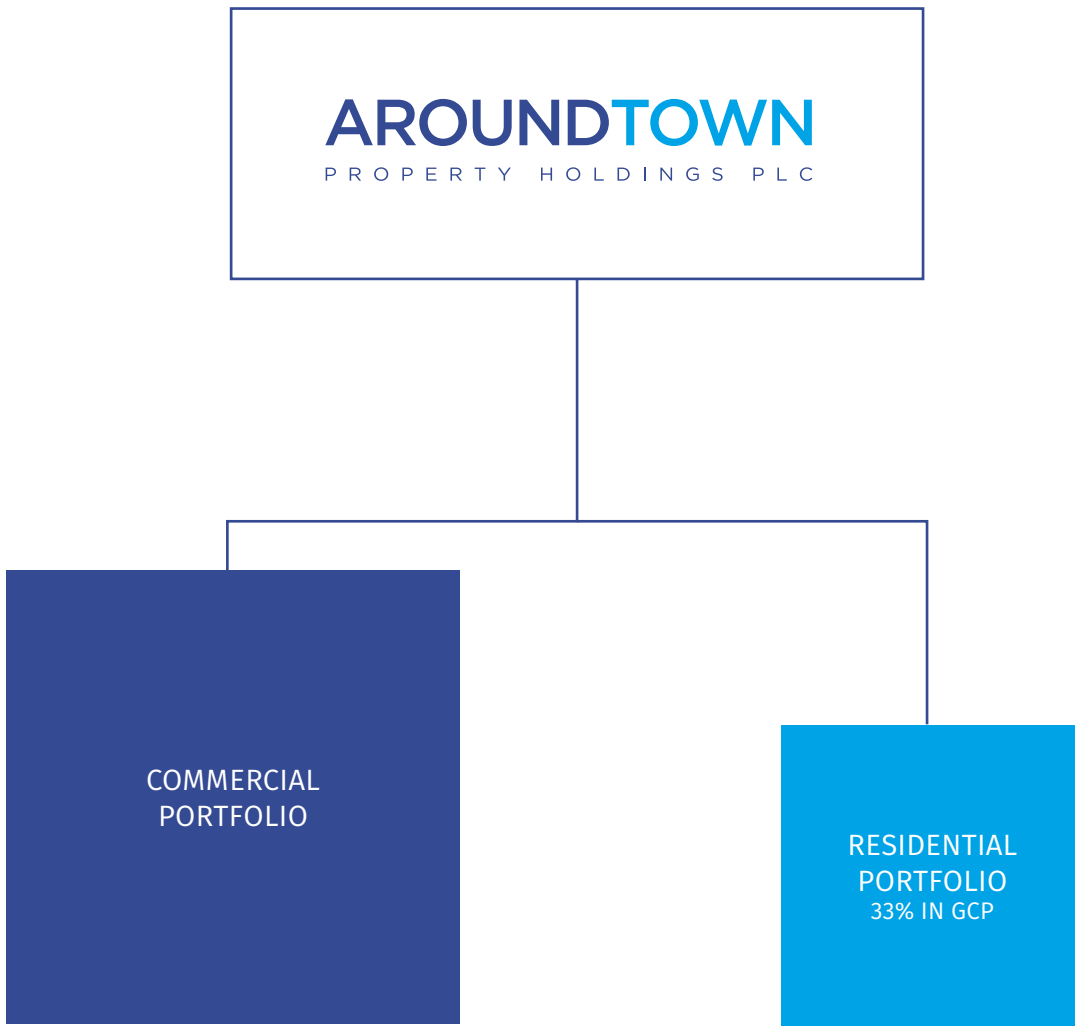 AROUNDTOWN
PROPERTY HOLDINGS PLC
COMMERCIAL
PORTFOLIO
RESIDENTIAL
PORTFOLIO
33% IN GCP